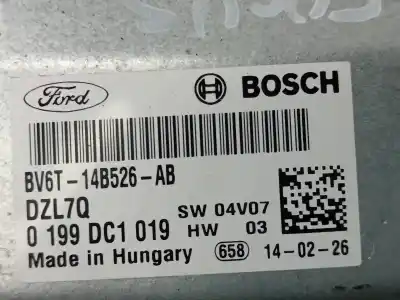 Ford BOSCH
BV6T-14B526-AB
DZL7Q SW 04V07
0 199 DC1 019 HW 03
Made in Hungary 658 14-02-26